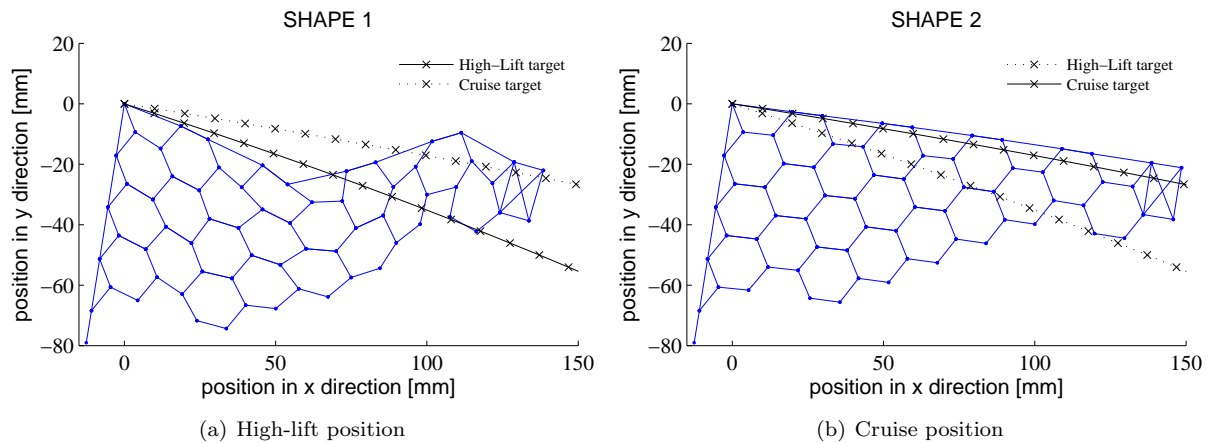 SHAPE 1
20
0
−20
−40
−60
−80
0
50
100
150
position in y direction [mm]
position in x direction [mm]
High−Lift target
Cruise target
(a) High-lift position
SHAPE 2
20
0
−20
−40
−60
−80
0
50
100
150
position in y direction [mm]
position in x direction [mm]
High−Lift target
Cruise target
(b) Cruise position